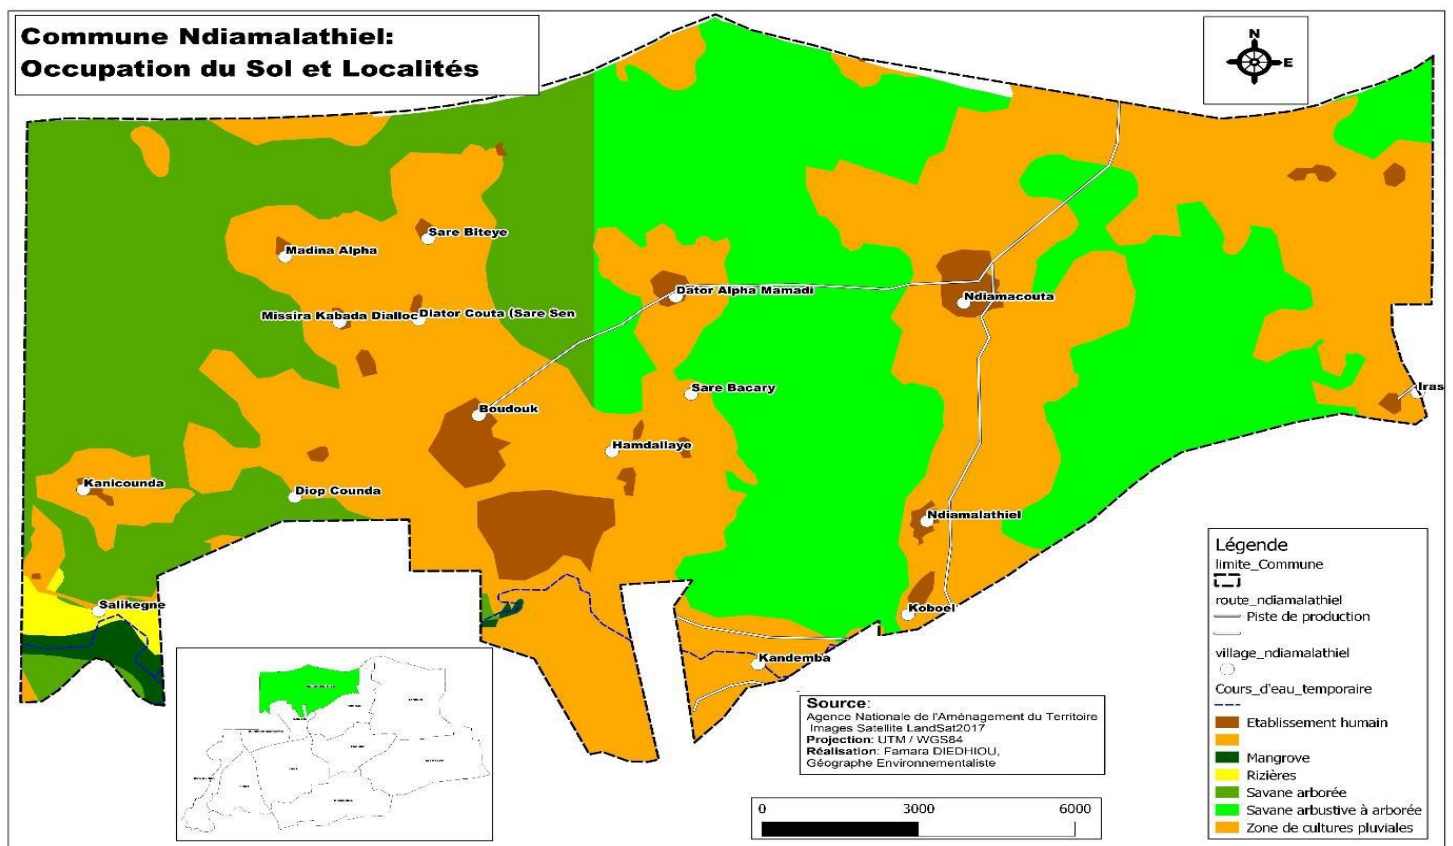 Commune Ndiamalathiel:
Occupation du Sol et Localités
N
E
Sare Biteye
Madina Alpha
Dator Alpha Mamadi
Ndiamacouta
Missira Kabada Dialloc
Diator Couta (Sare Sen
Iras
Sare Bacary
Boudouk
Hamdallaye
Kanicounda
Diop Counda
Ndiamalathiel
Salikegne
Koboel
Kandemba
Légende
limite_Commune
route_ndiamalathiel
Piste de production
village_ndiamalathiel
Cours_d'eau_temporaire
Etablissement humain
Mangrove
Rizières
Savane arborée
Savane arbustive à arborée
Zone de cultures pluviales
Source:
Agence Nationale de l'Aménagement du Territoire
Images Satellite LandSat2017
Projection: UTM / WGS84
Réalisation: Famara DIEDHIOU,
Géographe Environnementaliste
0 3000 6000